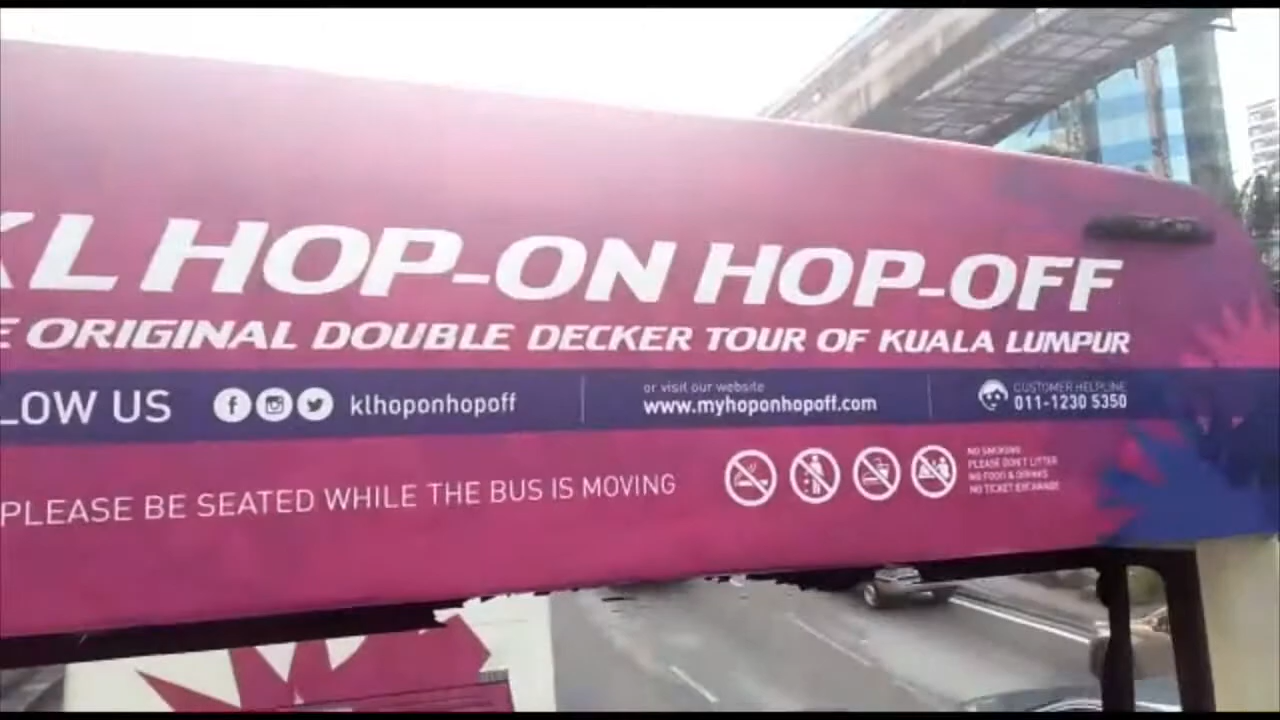 KL HOP-ON HOP-OFF
E ORIGINAL DOUBLE DECKER TOUR OF KUALA LUMPUR
LOW US klhoponhopoff
or visit our website
www.myhoponhopoff.com
CUSTOMER HELPLINE
011-1230 5350
PLEASE BE SEATED WHILE THE BUS IS MOVING
NO SMOKING
PLEASE DON'T LITTER
NO FOOD & DRINKS
NO TICKET EXCHANGE